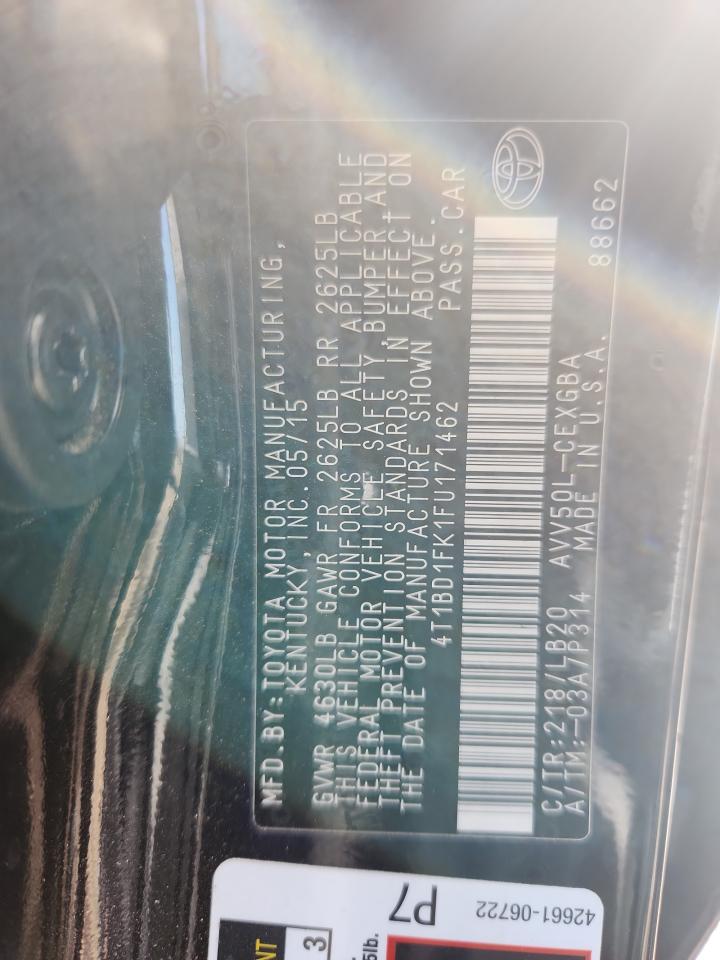 MFD.BY:TOYOTA MOTOR MANUFACTURING,
KENTUCKY, INC.05/15
GVWR 4630LB GAWR FR 2625LB RR 2625LB
THIS VEHICLE CONFORMS TO ALL APPLICABLE
FEDERAL MOTOR VEHICLE SAFETY,BUMPER,AND
THEFT PREVENTION STANDARDS IN EFFECT ON
THE DATE OF MANUFACTURE SHOWN ABOVE.
4T1BD1FK1FU171462 PASS.CAR
C/TR:218/LB20 AVV50L-CEXGBA
A/TM:-03A/P314 MADE IN U.S.A. 88662
P7
42661-06722
3
5lb.
NT